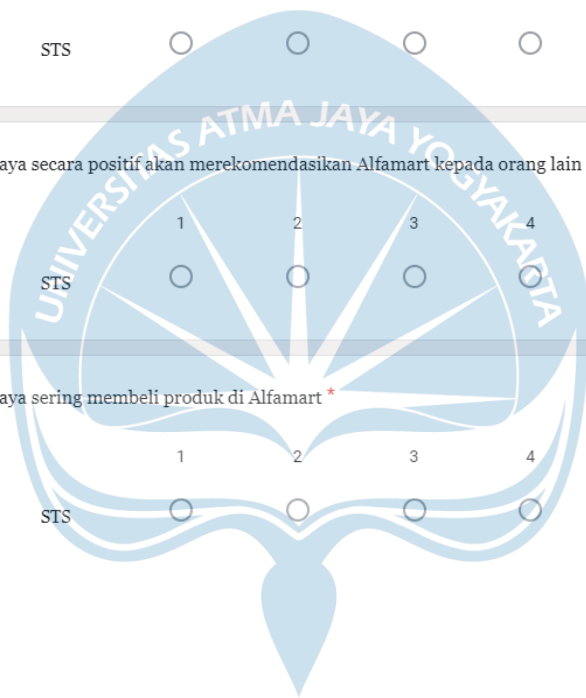 STS
UNIVERSITAS ATMA JAYA YOGYAKARTA
aya secara positif akan merekomendasikan Alfamart kepada orang lain
1 2 3 4
STS
aya sering membeli produk di Alfamart *
1 2 3 4
STS